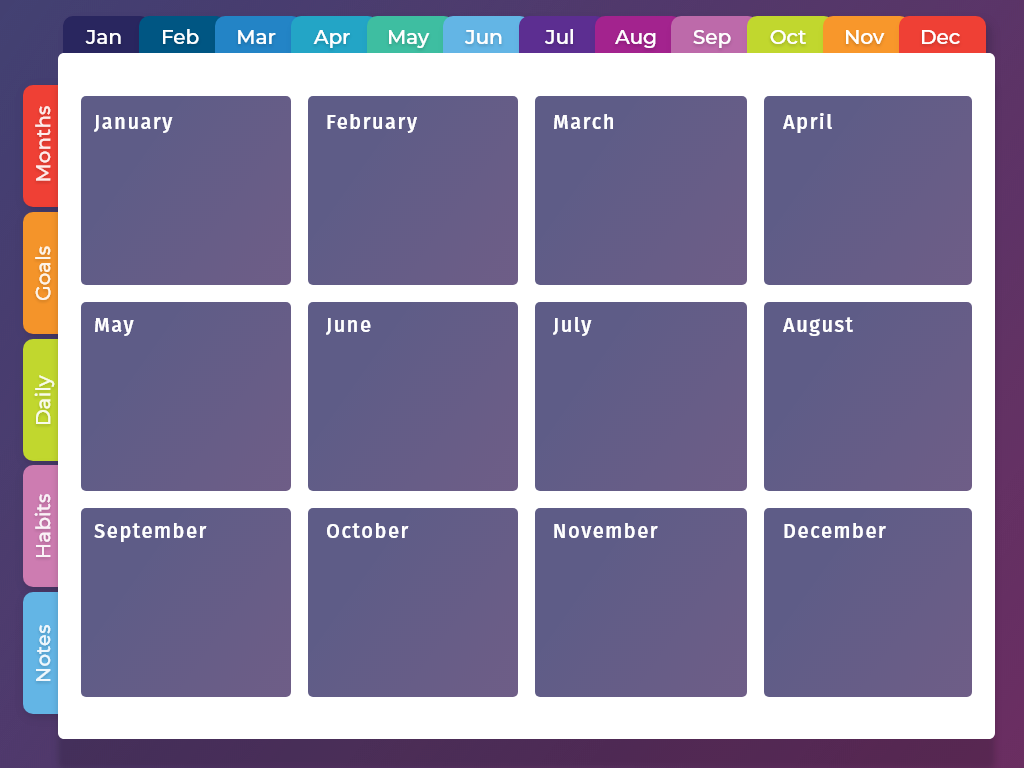 Jan Feb Mar Apr May Jun Jul Aug Sep Oct Nov Dec
Months
Goals
Daily
Habits
Notes
January February March April
May June July August
September October November December